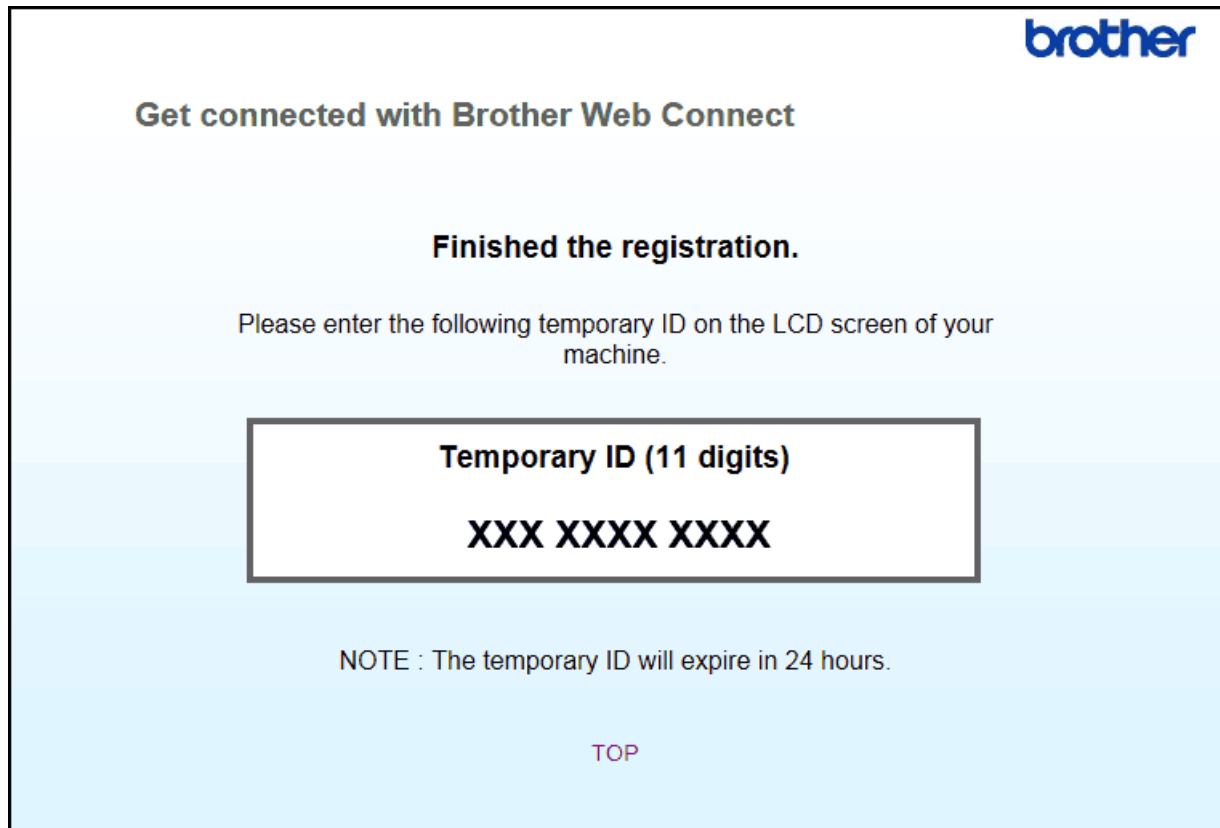 brother
Get connected with Brother Web Connect
Finished the registration.
Please enter the following temporary ID on the LCD screen of your
machine.
Temporary ID (11 digits)
XXX XXXX XXXX
NOTE : The temporary ID will expire in 24 hours.
TOP